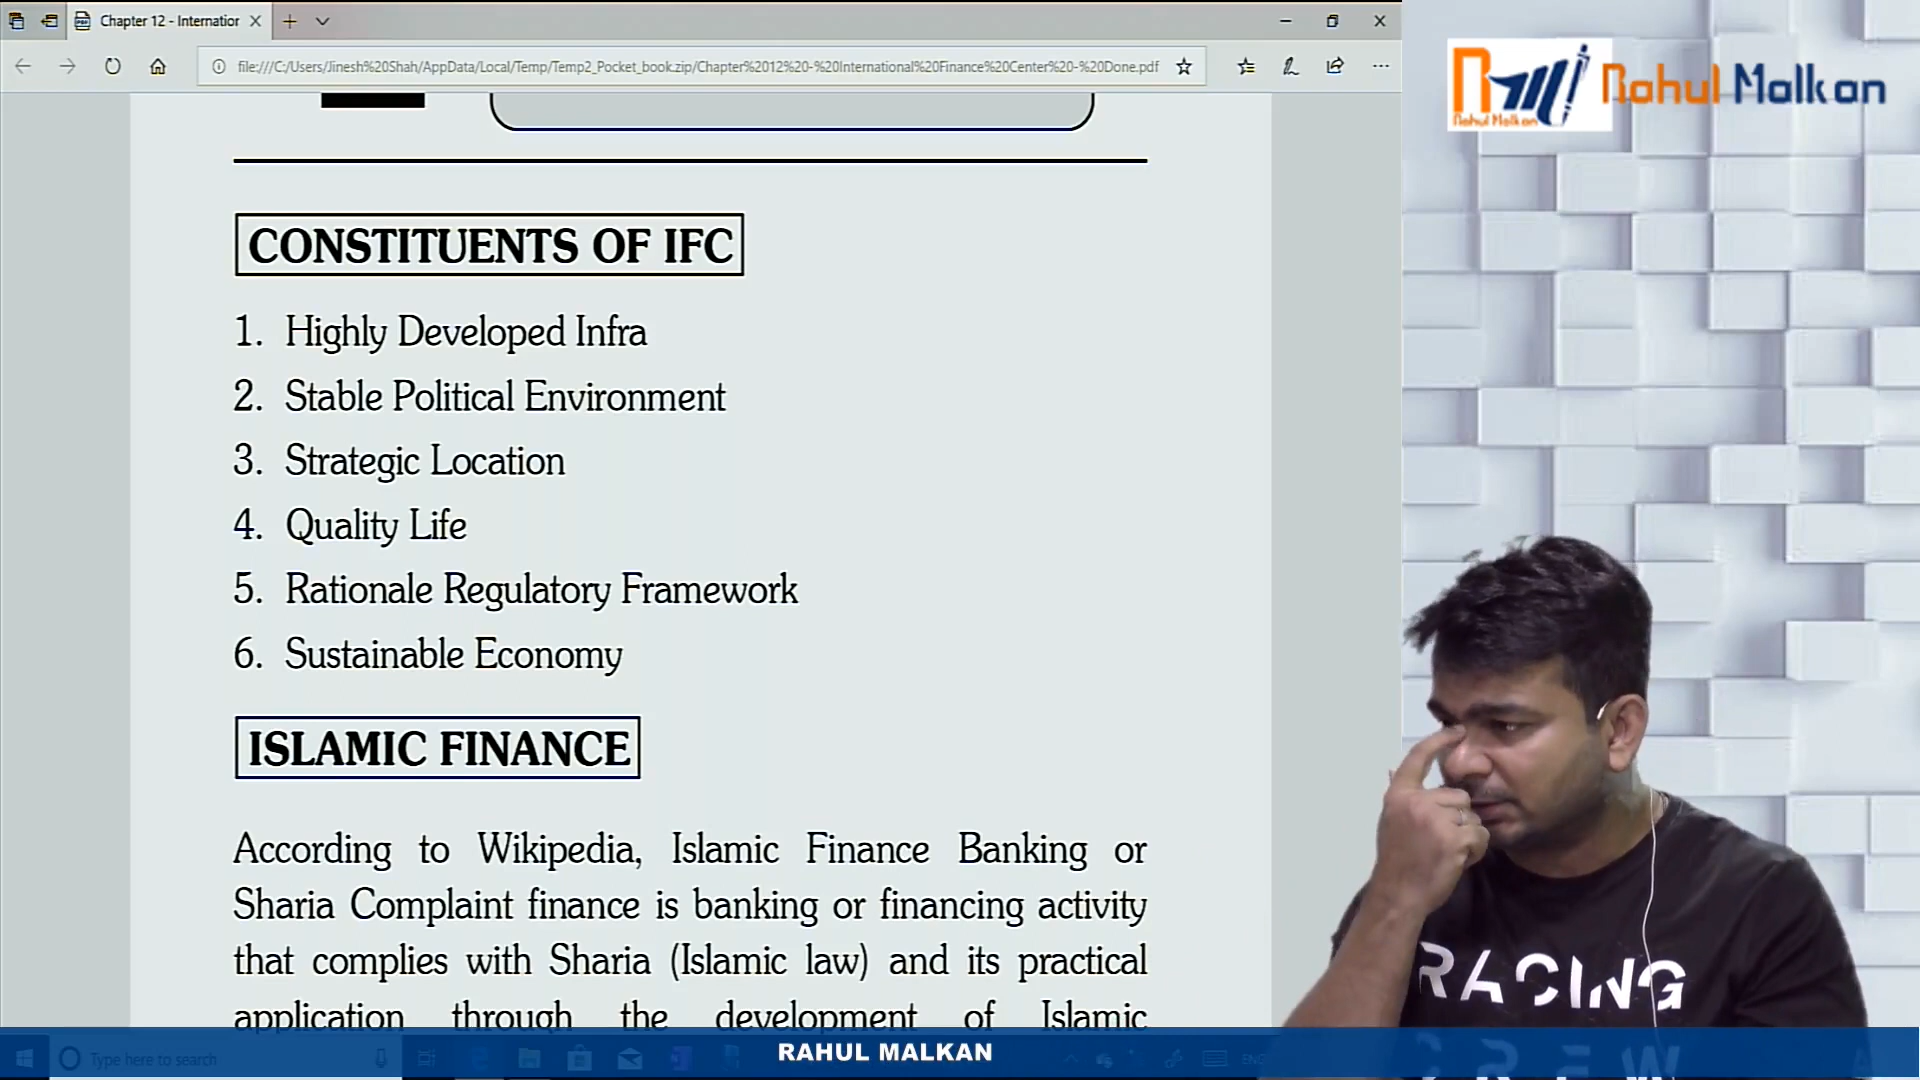 Chapter 12 - Internatior
file:///C:/Users/Jinesh%20Shah/AppData/Local/Temp/Temp2_Pocket_book.zip/Chapter%2012%20-%20International%20Finance%20Center%20-%20Done.pdf
Rahul Malkan
Rahul Malkan
CONSTITUENTS OF IFC
1. Highly Developed Infra
2. Stable Political Environment
3. Strategic Location
4. Quality Life
5. Rationale Regulatory Framework
6. Sustainable Economy
ISLAMIC FINANCE
According to Wikipedia, Islamic Finance Banking or
Sharia Complaint finance is banking or financing activity
that complies with Sharia (Islamic law) and its practical
application through the development of Islamic
RACING
CREW
Type here to search
RAHUL MALKAN
ENG